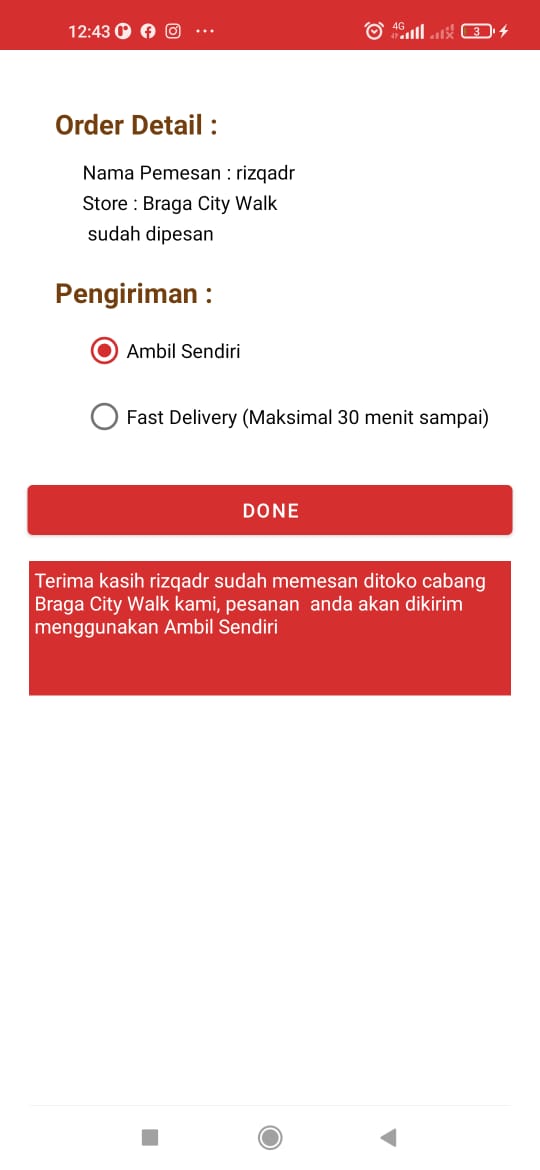 12:43
4G
3
Order Detail :
Nama Pemesan : rizqadr
Store : Braga City Walk
sudah dipesan
Pengiriman :
Ambil Sendiri
Fast Delivery (Maksimal 30 menit sampai)
DONE
Terima kasih rizqadr sudah memesan ditoko cabang
Braga City Walk kami, pesanan  anda akan dikirim
menggunakan Ambil Sendiri